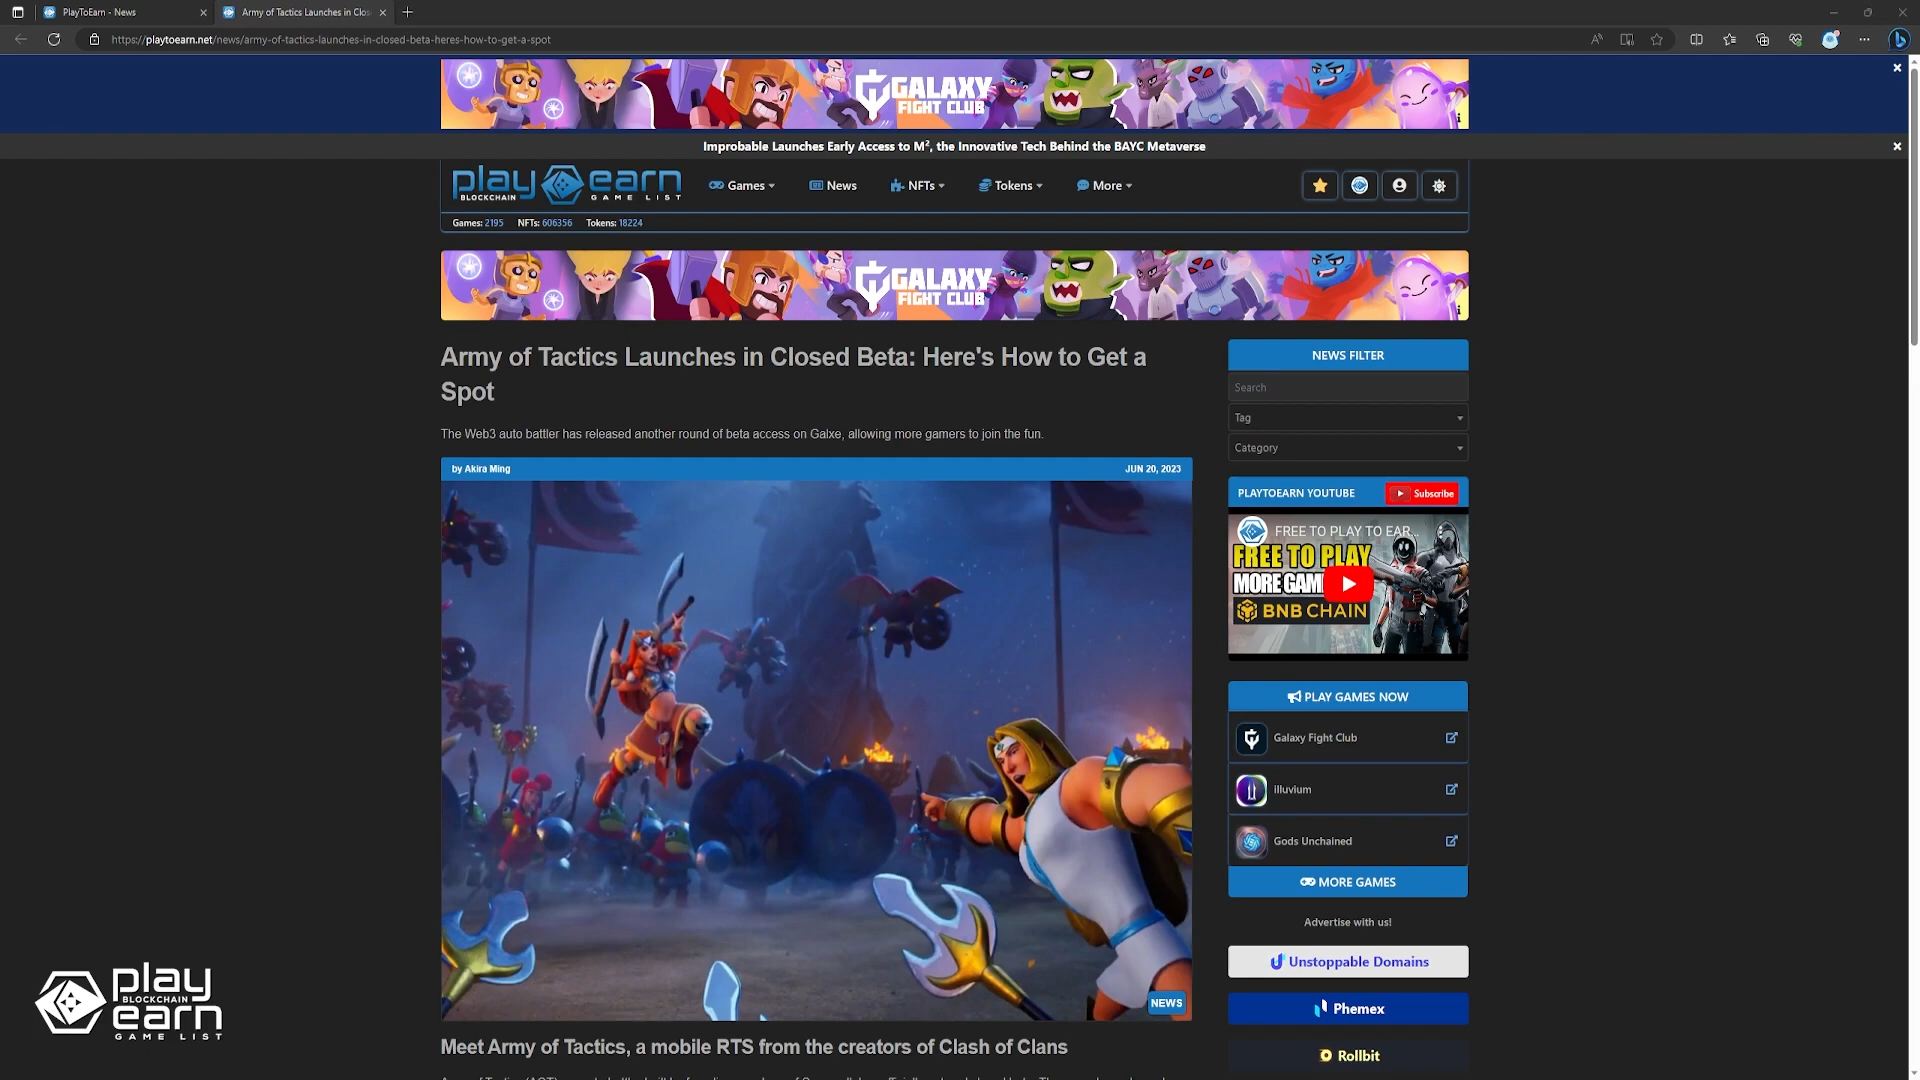 PlayToEarn - News
Army of Tactics Launches in Clos
https://playtoearn.net/news/army-of-tactics-launches-in-closed-beta-heres-how-to-get-a-spot
GALAXY
FIGHT CLUB
Improbable Launches Early Access to M², the Innovative Tech Behind the BAYC Metaverse
play earn
BLOCKCHAIN GAME LIST
Games
News
NFTs
Tokens
More
Games: 2195 NFTs: 606356 Tokens: 18224
GALAXY
FIGHT CLUB
Army of Tactics Launches in Closed Beta: Here's How to Get a
Spot
The Web3 auto battler has released another round of beta access on Galxe, allowing more gamers to join the fun.
by Akira Ming
JUN 20, 2023
NEWS
Meet Army of Tactics, a mobile RTS from the creators of Clash of Clans
NEWS FILTER
Search
Tag
Category
PLAYTOEARN YOUTUBE
Subscribe
FREE TO PLAY TO EAR...
FREE TO PLAY
MORE GAM
BNB CHAIN
PLAY GAMES NOW
Galaxy Fight Club
illuvium
Gods Unchained
MORE GAMES
Advertise with us!
Unstoppable Domains
Phemex
Rollbit
play
BLOCKCHAIN
earn
GAME LIST